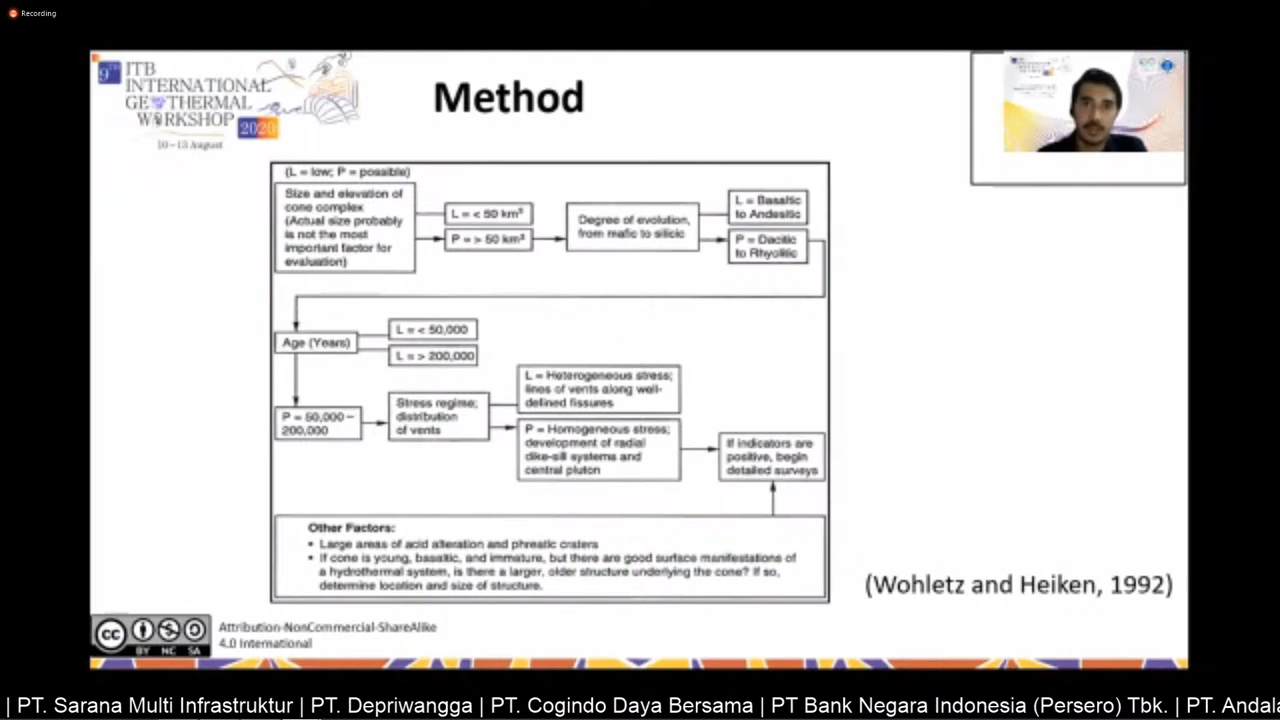 Recording
9TH ITB
INTERNATIONAL
GEOTHERMAL
WORKSHOP 2020
10-13 August
Method
(L = low; P = possible)
Size and elevation of
cone complex
(Actual size probably
is not the most
important factor for
evaluation)
L = < 50 km³
P = > 50 km³
Degree of evolution,
from mafic to silicic
L = Basaltic
to Andesitic
P = Dacitic
to Rhyolitic
Age (Years)
L = < 50,000
L = > 200,000
P = 50,000–
200,000
Stress regime;
distribution
of vents
L = Heterogeneous stress;
lines of vents along well-
defined fissures
P = Homogeneous stress;
development of radial
dike-sill systems and
central pluton
If indicators are
positive, begin
detailed surveys
Other Factors:
• Large areas of acid alteration and phreatic craters
• If cone is young, basaltic, and immature, but there are good surface manifestations of
a hydrothermal system, is there a larger, older structure underlying the cone? If so,
determine location and size of structure.
(Wohletz and Heiken, 1992)
cc BY NC SA
Attribution-NonCommercial-ShareAlike
4.0 International
| PT. Sarana Multi Infrastruktur | PT. Depriwangga | PT. Cogindo Daya Bersama | PT Bank Negara Indonesia (Persero) Tbk. | PT. Andala